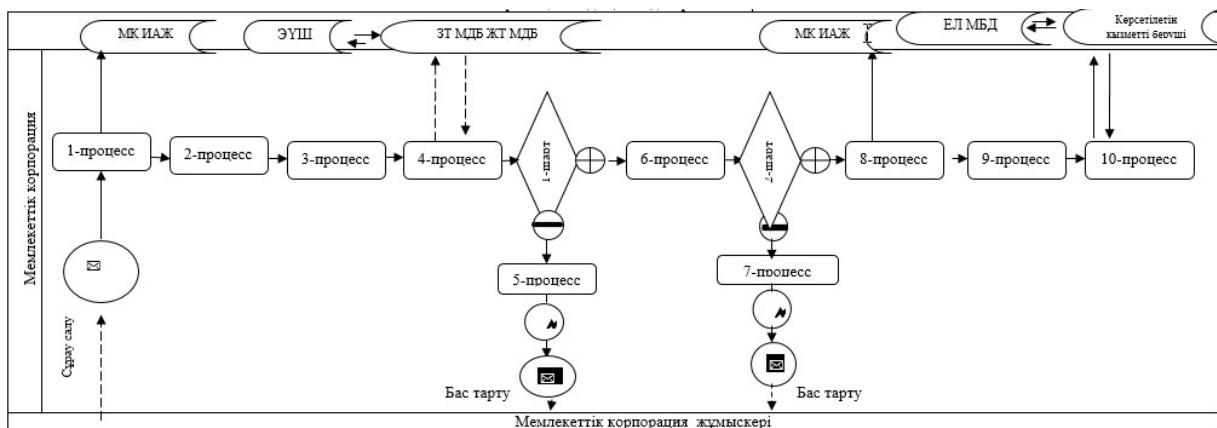 МК ИАЖ
ЭҮШ
ЗТ МДБ ЖТ МДБ
МК ИАЖ
ЕЛ МБД
Көрсетілетін
қызметті беруші
Мемлекеттік корпорация
1-процесс
2-процесс
3-процесс
4-процесс
1-шарт
6-процесс
2-шарт
8-процесс
9-процесс
10-процесс
5-процесс
7-процесс
Сұрау салу
Бас тарту
Бас тарту
Мемлекеттік корпорация жұмыскері